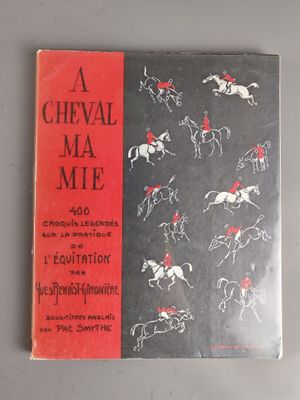 A
CHEVAL
MA
MIE
400
CROQUIS LEGENDÉS
SUR LA PRATIQUE
DE
L'ÉQUITATION
PAR
YVES BENOIST-GIRONIÈRE
SOUS-TITRES ANGLAIS
PAR PAT SMYTHE